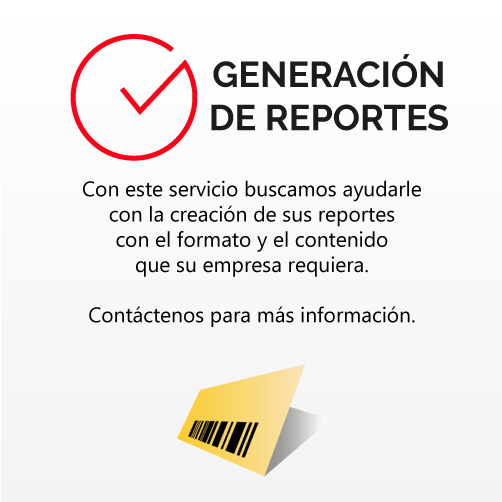 GENERACIÓN
DE REPORTES
Con este servicio buscamos ayudarle
con la creación de sus reportes
con el formato y el contenido
que su empresa requiera.
Contáctenos para más información.